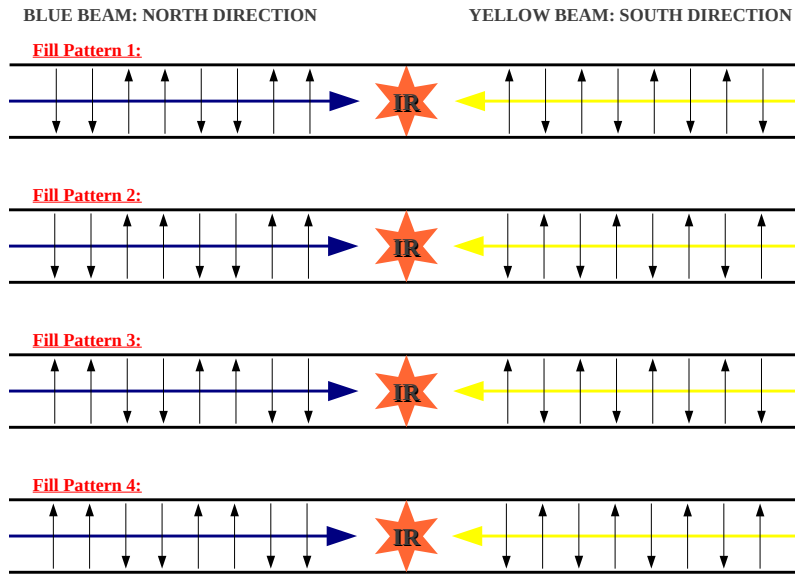 BLUE BEAM: NORTH DIRECTION
YELLOW BEAM: SOUTH DIRECTION
Fill Pattern 1:
IR
Fill Pattern 2:
IR
Fill Pattern 3:
IR
Fill Pattern 4:
IR